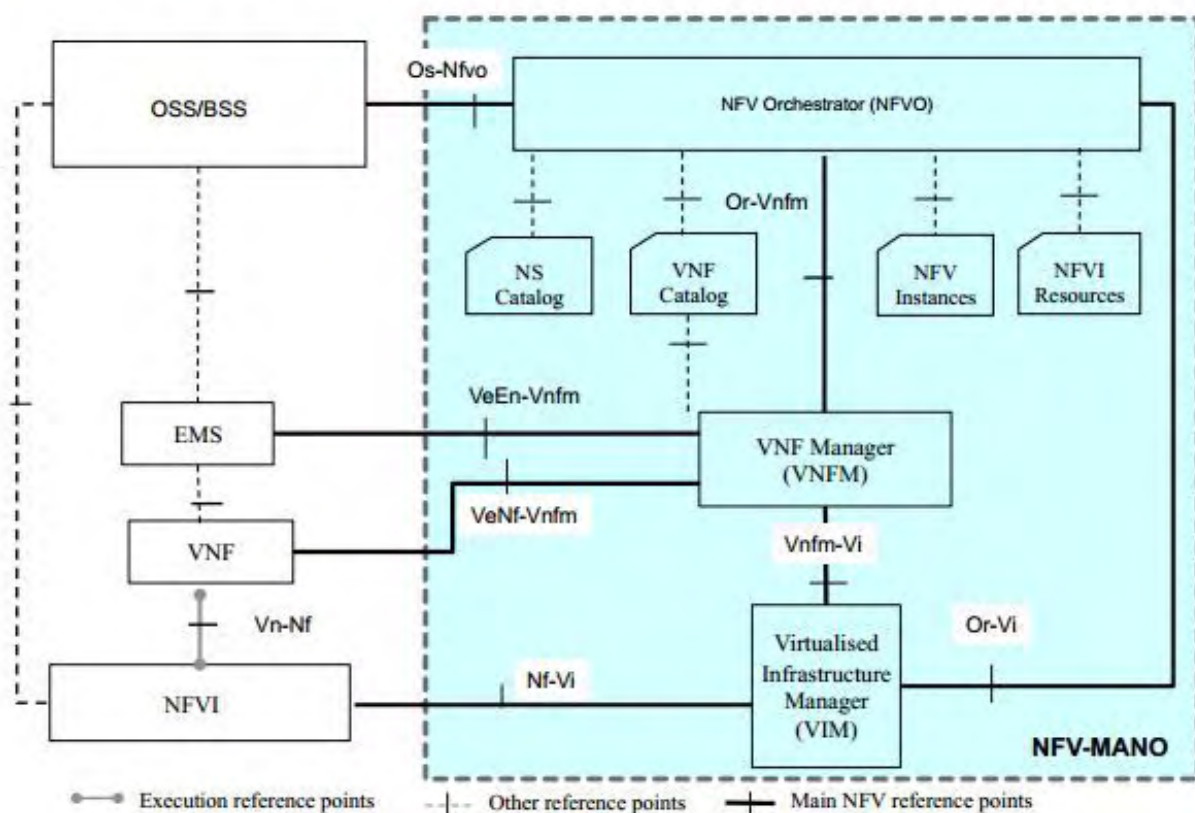 Os-Nfvo
OSS/BSS
NFV Orchestrator (NFVO)
Or-Vnfm
NS
Catalog
VNF
Catalog
NFV
Instances
NFVI
Resources
VeEn-Vnfm
EMS
VNF Manager
(VNFM)
VeNf-Vnfm
VNF
Vnfm-Vi
Vn-Nf
Or-Vi
Virtualised
Infrastructure
Manager
(VIM)
Nf-Vi
NFVI
NFV-MANO
Execution reference points
Other reference points
Main NFV reference points